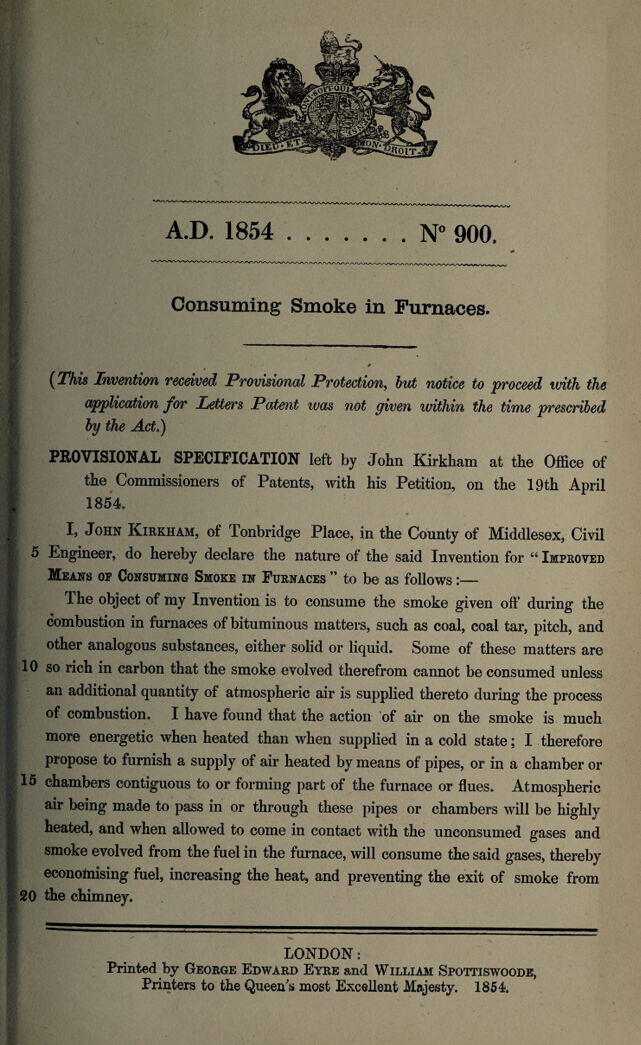 HONI SOIT QUI MAL Y PENSE
DIEU · ET MON · DROIT.
A.D. 1854 . . . . . . . . Nº 900.
Consuming Smoke in Furnaces.
(This Invention received Provisional Protection, but notice to proceed with the
application for Letters Patent was not given within the time prescribed
by the Act.)
PROVISIONAL SPECIFICATION left by John Kirkham at the Office of
the Commissioners of Patents, with his Petition, on the 19th April
1854.
I, JOHN KIRKHAM, of Tonbridge Place, in the County of Middlesex, Civil
5 Engineer, do hereby declare the nature of the said Invention for “ IMPROVED
MEANS OF CONSUMING SMOKE IN FURNACES ” to be as follows :—
The object of my Invention is to consume the smoke given off during the
combustion in furnaces of bituminous matters, such as coal, coal tar, pitch, and
other analogous substances, either solid or liquid. Some of these matters are
10 so rich in carbon that the smoke evolved therefrom cannot be consumed unless
an additional quantity of atmospheric air is supplied thereto during the process
of combustion. I have found that the action of air on the smoke is much
more energetic when heated than when supplied in a cold state; I therefore
propose to furnish a supply of air heated by means of pipes, or in a chamber or
15 chambers contiguous to or forming part of the furnace or flues. Atmospheric
air being made to pass in or through these pipes or chambers will be highly
heated, and when allowed to come in contact with the unconsumed gases and
smoke evolved from the fuel in the furnace, will consume the said gases, thereby
economising fuel, increasing the heat, and preventing the exit of smoke from
20 the chimney.
LONDON:
Printed by GEORGE EDWARD EYRE and WILLIAM SPOTTISWOODE,
Printers to the Queen's most Excellent Majesty. 1854.